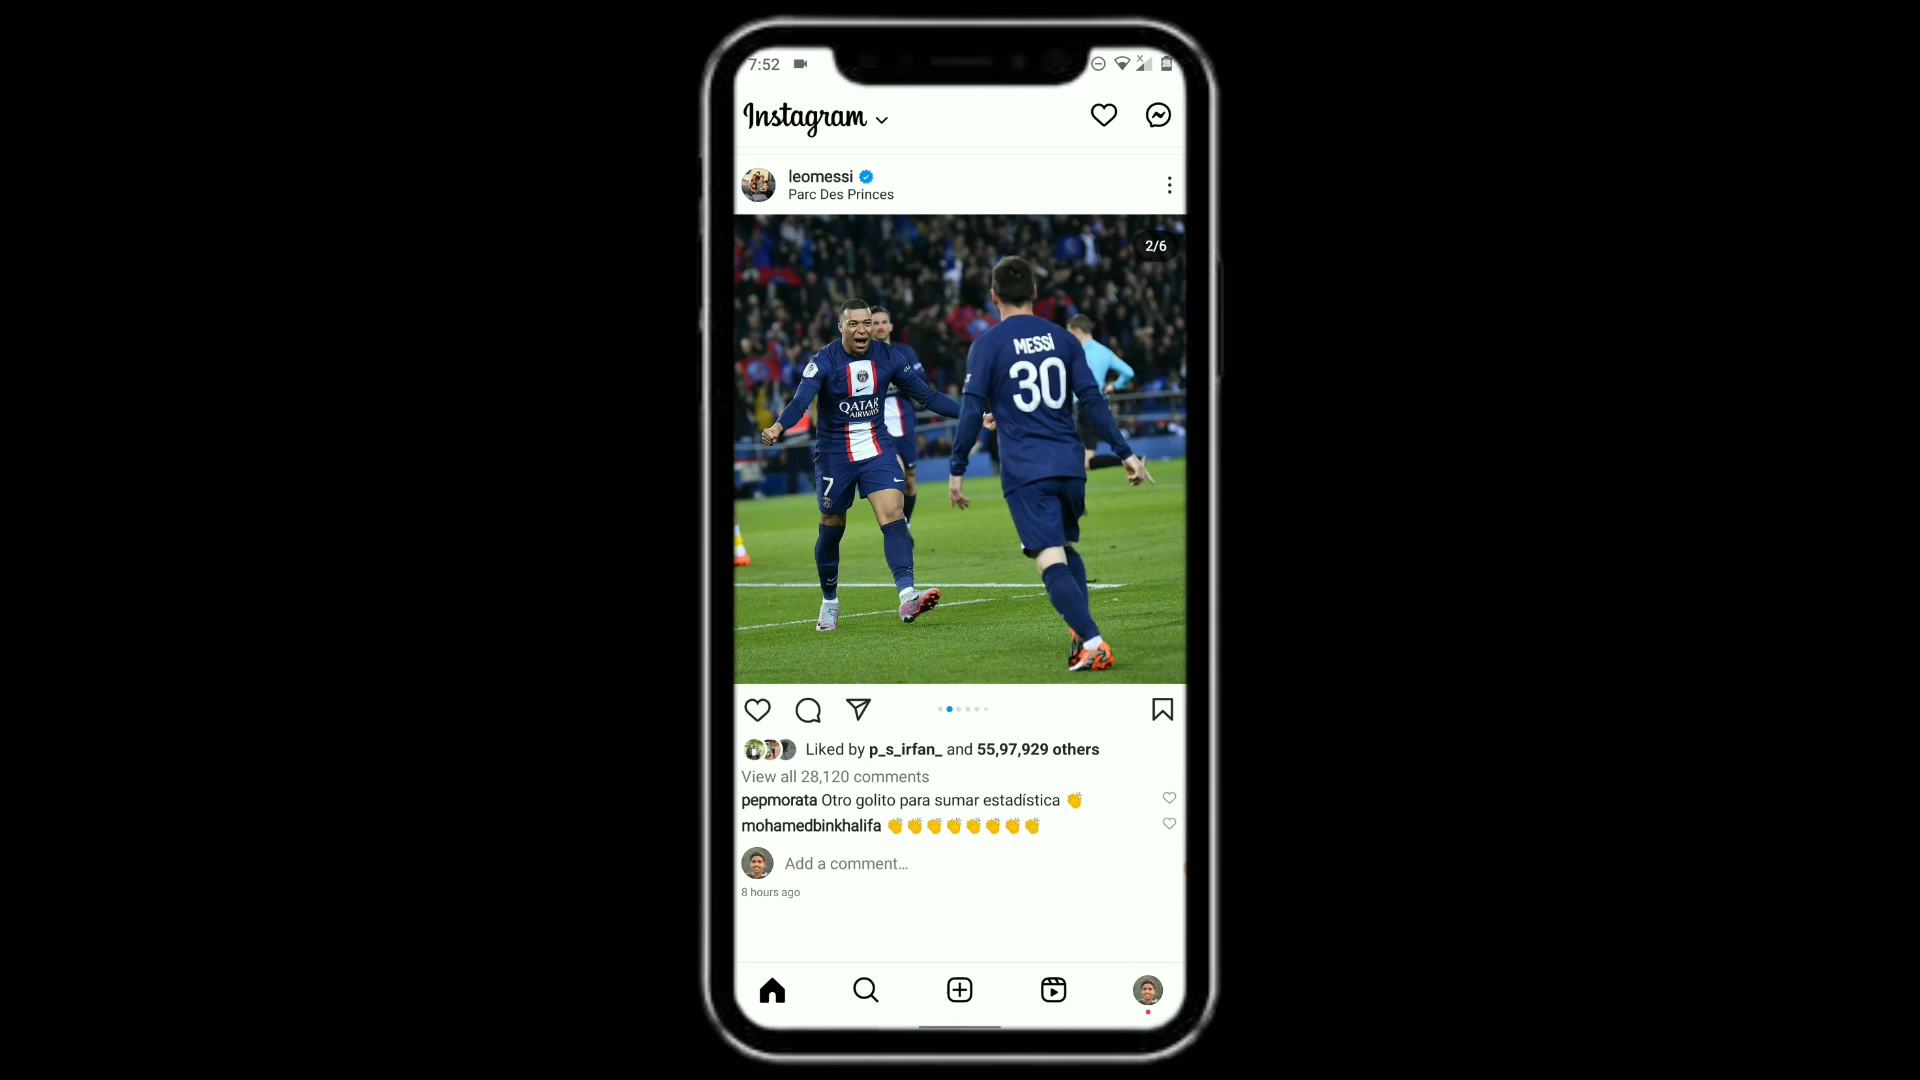 7:52
Instagram
leomessi
Parc Des Princes
2/6
MESSI
30
QATAR
AIRWAYS
7
Liked by p_s_irfan_ and 55,97,929 others
View all 28,120 comments
pepmorata Otro golito para sumar estadística 👏
mohamedbinkhalifa 👏👏👏👏👏👏👏👏
Add a comment...
8 hours ago